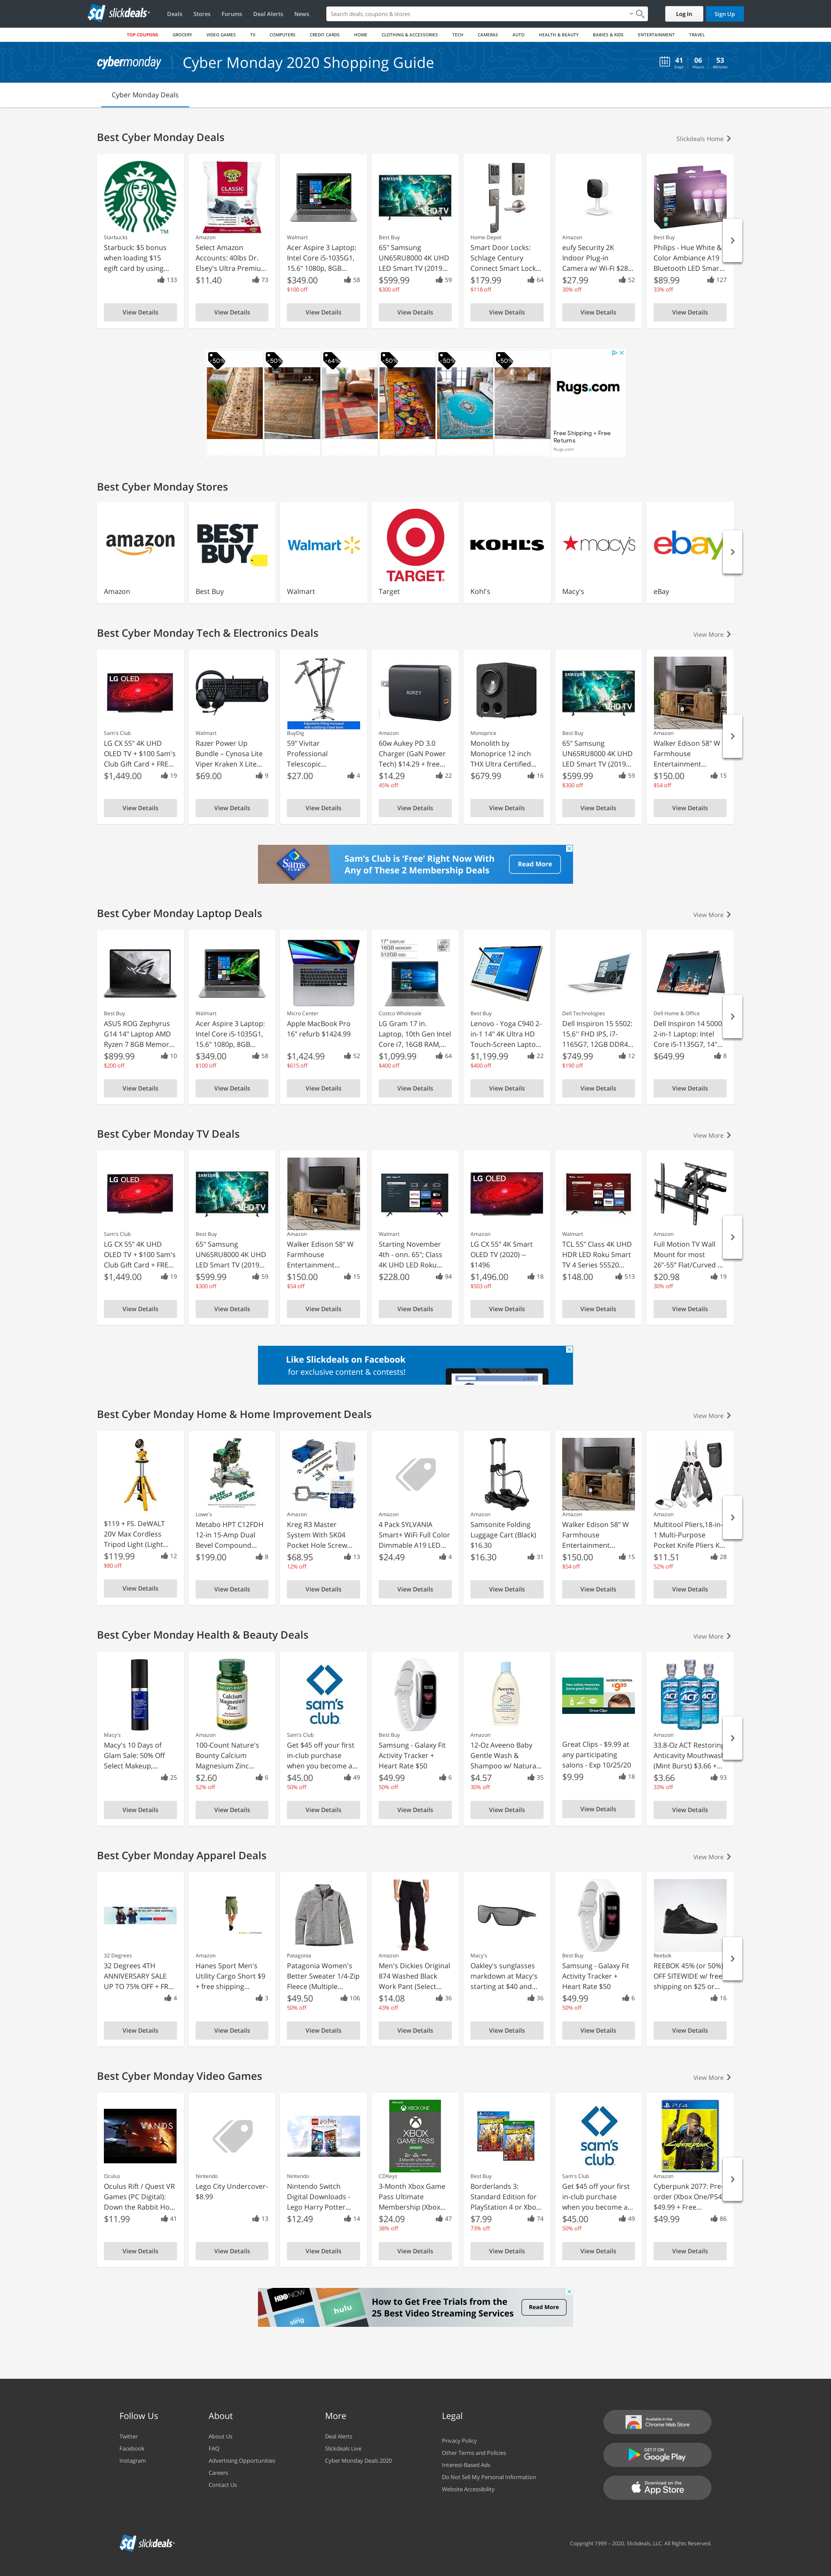 sd slickdeals
Deals
Stores
Forums
Deal Alerts
News
Search deals, coupons & stores
Log In
Sign Up
TOP COUPONS
GROCERY
VIDEO GAMES
TV
COMPUTERS
CREDIT CARDS
HOME
CLOTHING & ACCESSORIES
TECH
CAMERAS
AUTO
HEALTH & BEAUTY
BABIES & KIDS
ENTERTAINMENT
TRAVEL
cybermonday
Cyber Monday 2020 Shopping Guide
41 06 53
Days Hours Minutes
Cyber Monday Deals
Best Cyber Monday Deals
Slickdeals Home
Starbucks
Starbuck: $5 bonus
when loading $15
egift card by using...
133
View Details
Amazon
Select Amazon
Accounts: 40lbs Dr.
Elsey's Ultra Premiu...
$11.40 73
View Details
Walmart
Acer Aspire 3 Laptop:
Intel Core i5-1035G1,
15.6" 1080p, 8GB...
$349.00 58
$100 off
View Details
Best Buy
65" Samsung
UN65RU8000 4K UHD
LED Smart TV (2019...
$599.99 59
$300 off
View Details
Home Depot
Smart Door Locks:
Schlage Century
Connect Smart Lock...
$179.99 64
$118 off
View Details
Amazon
eufy Security 2K
Indoor Plug-in
Camera w/ Wi-Fi $28...
$27.99 52
30% off
View Details
Best Buy
Philips - Hue White &
Color Ambiance A19
Bluetooth LED Smar...
$89.99 127
33% off
View Details
-50%
-50%
-64%
-50%
-50%
-50%
Rugs.com
Free Shipping + Free
Returns
Rugs.com
Best Cyber Monday Stores
amazon
Amazon
BEST
BUY
Best Buy
Walmart
Walmart
TARGET
Target
KOHL'S
Kohl's
macy's
Macy's
ebay
eBay
Best Cyber Monday Tech & Electronics Deals
View More
LG OLED
Sam's Club
LG CX 55" 4K UHD
OLED TV + $100 Sam's
Club Gift Card + FRE...
$1,449.00 19
View Details
Walmart
Razer Power Up
Bundle – Cynosa Lite
Viper Kraken X Lite...
$69.00 9
View Details
BuyDig
59" Vivitar
Professional
Telescopic...
$27.00 4
View Details
AUKEY
Amazon
60w Aukey PD 3.0
Charger (GaN Power
Tech) $14.29 + free...
$14.29 22
45% off
View Details
Monoprice
Monolith by
Monoprice 12 inch
THX Ultra Certified...
$679.99 16
View Details
Best Buy
65" Samsung
UN65RU8000 4K UHD
LED Smart TV (2019...
$599.99 59
$300 off
View Details
Amazon
Walker Edison 58" W
Farmhouse
Entertainment...
$150.00 15
$54 off
View Details
Sam's Club is 'Free' Right Now With
Any of These 2 Membership Deals
Read More
Best Cyber Monday Laptop Deals
View More
Best Buy
ASUS ROG Zephyrus
G14 14" Laptop AMD
Ryzen 7 8GB Memor...
$899.99 10
$200 off
View Details
Walmart
Acer Aspire 3 Laptop:
Intel Core i5-1035G1,
15.6" 1080p, 8GB...
$349.00 58
$100 off
View Details
Micro Center
Apple MacBook Pro
16" refurb $1424.99
$1,424.99 52
$615 off
View Details
17" DISPLAY
16GB MEMORY
512GB SSD
Costco Wholesale
LG Gram 17 in.
Laptop, 10th Gen Intel
Core i7, 16GB RAM,...
$1,099.99 64
$400 off
View Details
Best Buy
Lenovo - Yoga C940 2-
in-1 14" 4K Ultra HD
Touch-Screen Lapto...
$1,199.99 22
$400 off
View Details
Dell Technologies
Dell Inspiron 15 5502:
15.6'' FHD IPS, i7-
1165G7, 12GB DDR4...
$749.99 12
$190 off
View Details
Dell Home & Office
Dell Inspiron 14 5000
2-in-1 Laptop: Intel
Core i5-1135G7, 14"...
$649.99 8
View Details
Best Cyber Monday TV Deals
View More
LG OLED
Sam's Club
LG CX 55" 4K UHD
OLED TV + $100 Sam's
Club Gift Card + FRE...
$1,449.00 19
View Details
Best Buy
65" Samsung
UN65RU8000 4K UHD
LED Smart TV (2019...
$599.99 59
$300 off
View Details
Amazon
Walker Edison 58" W
Farmhouse
Entertainment...
$150.00 15
$54 off
View Details
Walmart
Starting November
4th - onn. 65"; Class
4K UHD LED Roku...
$228.00 94
View Details
LG OLED
Amazon
LG CX 55" 4K Smart
OLED TV (2020) --
$1496
$1,496.00 18
$503 off
View Details
Walmart
TCL 55" Class 4K UHD
HDR LED Roku Smart
TV 4 Series 55S20...
$148.00 513
View Details
Amazon
Full Motion TV Wall
Mount for most
26"-55" Flat/Curved ...
$20.98 19
30% off
View Details
Like Slickdeals on Facebook
for exclusive content & contests!
Best Cyber Monday Home & Home Improvement Deals
View More
$119 + FS. DeWALT
20V Max Cordless
Tripod Light (Light...
$119.99 12
$80 off
View Details
Lowe's
Metabo HPT C12FDH
12-in 15-Amp Dual
Bevel Compound...
$199.00 8
View Details
Amazon
Kreg R3 Master
System With SK04
Pocket Hole Screw...
$68.95 13
12% off
View Details
Amazon
4 Pack SYLVANIA
Smart+ WiFi Full Color
Dimmable A19 LED...
$24.49 4
View Details
Amazon
Samsonite Folding
Luggage Cart (Black)
$16.30
$16.30 31
View Details
Amazon
Walker Edison 58" W
Farmhouse
Entertainment...
$150.00 15
$54 off
View Details
Amazon
Multitool Pliers,18-in-
1 Multi-Purpose
Pocket Knife Pliers K...
$11.51 28
52% off
View Details
Best Cyber Monday Health & Beauty Deals
View More
Macy's
Macy's 10 Days of
Glam Sale: 50% Off
Select Makeup,...
25
View Details
Calcium
Magnesium
Zinc
Amazon
100-Count Nature's
Bounty Calcium
Magnesium Zinc...
$2.60 6
52% off
View Details
sam's
club
Sam's Club
Get $45 off your first
in-club purchase
when you become a...
$45.00 49
50% off
View Details
Best Buy
Samsung - Galaxy Fit
Activity Tracker +
Heart Rate $50
$49.99 6
50% off
View Details
Aveeno
Amazon
12-Oz Aveeno Baby
Gentle Wash &
Shampoo w/ Natura...
$4.57 35
30% off
View Details
Great Clips - $9.99 at
any participating
salons - Exp 10/25/20
$9.99 18
View Details
ACT
Amazon
33.8-Oz ACT Restoring
Anticavity Mouthwash
(Mint Burst) $3.66 +...
$3.66 93
33% off
View Details
Best Cyber Monday Apparel Deals
View More
32 Degrees
32 Degrees 4TH
ANNIVERSARY SALE
UP TO 75% OFF + FR...
4
View Details
Amazon
Hanes Sport Men's
Utility Cargo Short $9
+ free shipping...
3
View Details
Patagonia
Patagonia Women's
Better Sweater 1/4-Zip
Fleece (Multiple...
$49.50 106
50% off
View Details
Amazon
Men's Dickies Original
874 Washed Black
Work Pant (Select...
$14.08 36
43% off
View Details
Macy's
Oakley's sunglasses
markdown at Macy's
starting at $40 and...
36
View Details
Best Buy
Samsung - Galaxy Fit
Activity Tracker +
Heart Rate $50
$49.99 6
50% off
View Details
Reebok
REEBOK 45% (or 50%)
OFF SITEWIDE w/ free
shipping on $25 or...
16
View Details
Best Cyber Monday Video Games
View More
Oculus
Oculus Rift / Quest VR
Games (PC Digital):
Down the Rabbit Ho...
$11.99 41
View Details
Nintendo
Lego City Undercover-
$8.99
13
View Details
Nintendo
Nintendo Switch
Digital Downloads -
Lego Harry Potter...
$12.49 14
View Details
XBOX ONE
XBOX
GAME PASS
CDKeys
3-Month Xbox Game
Pass Ultimate
Membership (Xbox...
$24.09 47
38% off
View Details
Best Buy
Borderlands 3:
Standard Edition for
PlayStation 4 or Xbo...
$7.99 74
73% off
View Details
sam's
club
Sam's Club
Get $45 off your first
in-club purchase
when you become a...
$45.00 49
50% off
View Details
PS4
Cyberpunk
Amazon
Cyberpunk 2077: Pre-
order (Xbox One/PS4
$49.99 + Free...
$49.99 86
View Details
HBO NOW
sling
hulu
How to Get Free Trials from the
25 Best Video Streaming Services
Read More
Follow Us
Twitter
Facebook
Instagram
About
About Us
FAQ
Advertising Opportunities
Careers
Contact Us
More
Deal Alerts
Slickdeals Live
Cyber Monday Deals 2020
Legal
Privacy Policy
Other Terms and Policies
Interest-Based Ads
Do Not Sell My Personal Information
Website Accessibility
Available in the
Chrome Web Store
GET IT ON
Google Play
Download on the
App Store
sd slickdeals
Copyright 1999 – 2020. Slickdeals, LLC. All Rights Reserved.